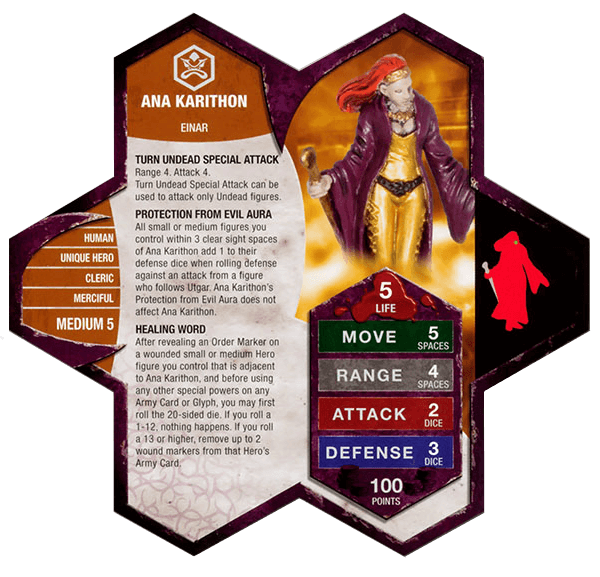 ANA KARITHON
EINAR
TURN UNDEAD SPECIAL ATTACK
Range 4. Attack 4.
Turn Undead Special Attack can be
used to attack only Undead figures.
PROTECTION FROM EVIL AURA
All small or medium figures you
control within 3 clear sight spaces
of Ana Karithon add 1 to their
defense dice when rolling defense
against an attack from a figure
who follows Utgar. Ana Karithon's
Protection from Evil Aura does not
affect Ana Karithon.
HEALING WORD
After revealing an Order Marker on
a wounded small or medium Hero
figure you control that is adjacent
to Ana Karithon, and before using
any other special powers on any
Army Card or Glyph, you may first
roll the 20-sided die. If you roll a
1-12, nothing happens. If you roll
a 13 or higher, remove up to 2
wound markers from that Hero's
Army Card.
HUMAN
UNIQUE HERO
CLERIC
MERCIFUL
MEDIUM 5
5
LIFE
MOVE 5
SPACES
RANGE 4
SPACES
ATTACK 2
DICE
DEFENSE 3
DICE
100
POINTS